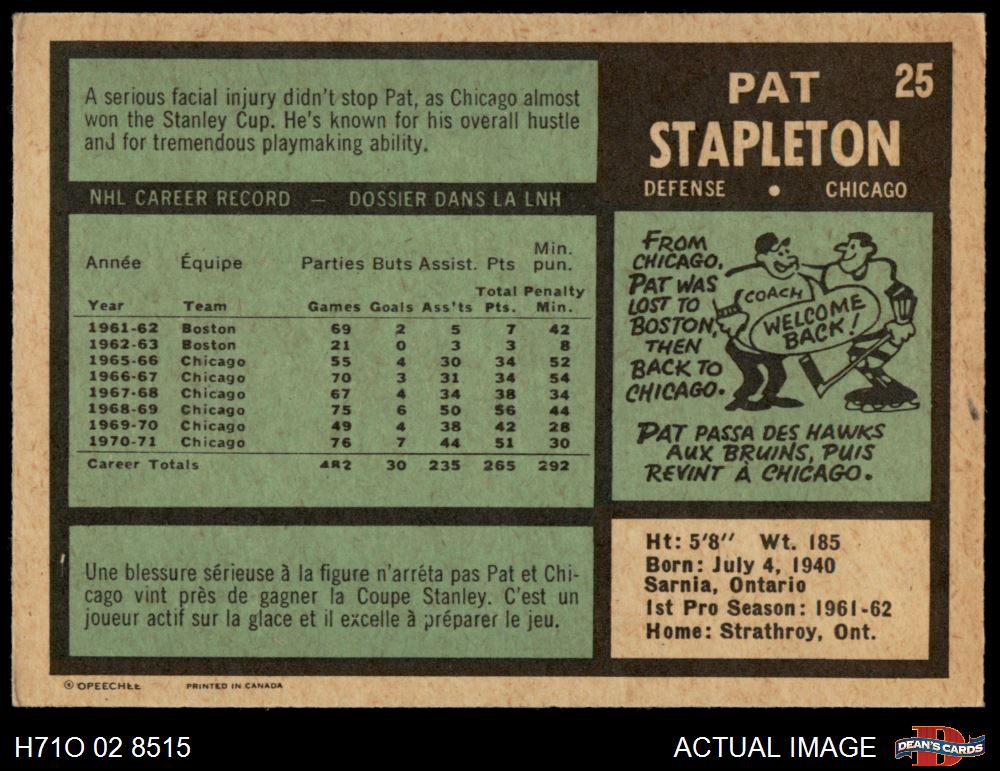 A serious facial injury didn't stop Pat, as Chicago almost
won the Stanley Cup. He's known for his overall hustle
and for tremendous playmaking ability.
PAT 25
STAPLETON
DEFENSE • CHICAGO
NHL CAREER RECORD — DOSSIER DANS LA LNH
Année Équipe Parties Buts Assist. Pts Min. pun.
Year Team Games Goals Ass'ts Total Pts. Penalty Min.
1961-62 Boston 69 2 5 7 42
1962-63 Boston 21 0 3 3 8
1965-66 Chicago 55 4 30 34 52
1966-67 Chicago 70 3 31 34 54
1967-68 Chicago 67 4 34 38 34
1968-69 Chicago 75 6 50 56 44
1969-70 Chicago 49 4 38 42 28
1970-71 Chicago 76 7 44 51 30
Career Totals 482 30 235 265 292
FROM
CHICAGO,
PAT WAS
LOST TO
BOSTON,
THEN
BACK TO
CHICAGO.
COACH
WELCOME
BACK!
PAT PASSA DES HAWKS
AUX BRUINS, PUIS
REVINT À CHICAGO.
Une blessure sérieuse à la figure n'arréta pas Pat et Chi-
cago vint près de gagner la Coupe Stanley. C'est un
joueur actif sur la glace et il excelle à préparer le jeu.
Ht: 5'8" Wt. 185
Born: July 4, 1940
Sarnia, Ontario
1st Pro Season: 1961-62
Home: Strathroy, Ont.
© OPEECHEE PRINTED IN CANADA
H71O 02 8515 ACTUAL IMAGE D DEAN'S CARDS